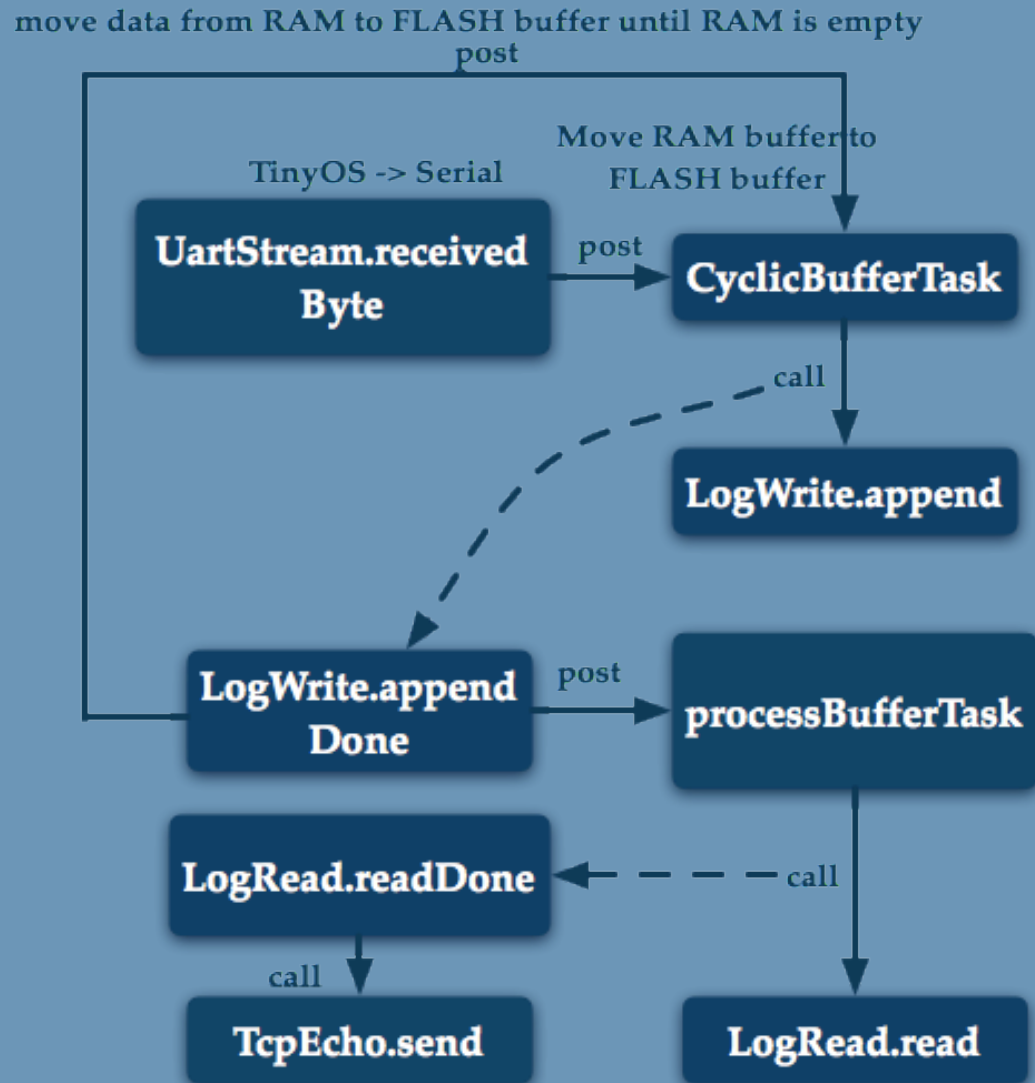 move data from RAM to FLASH buffer until RAM is empty
post
Move RAM buffer to
FLASH buffer
TinyOS -> Serial
UartStream.received
Byte
post
CyclicBufferTask
call
LogWrite.append
LogWrite.append
Done
post
processBufferTask
LogRead.readDone
call
call
TcpEcho.send
LogRead.read